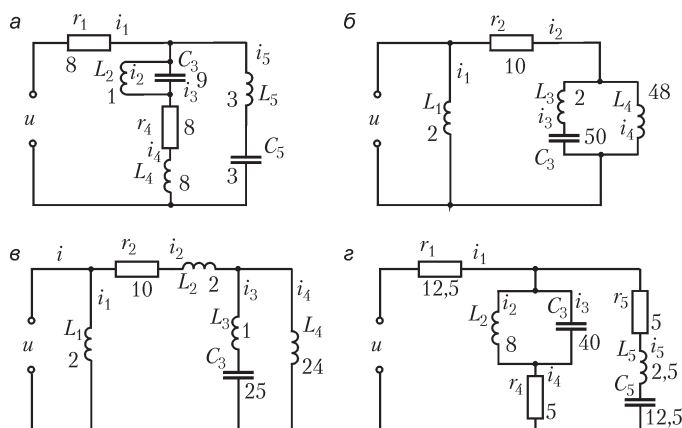 а
r1 i1
8
L2 i2 C3 9
1 i3
r4 8
i4
L4 8
i5
3 L5
C5
3
u
б
r2 i2
10
i1
L1
2
L3 2
i3
50
C3
L4 48
i4
u
в
i r2 i2
10 L2 2
i1
L1
2
i3
L3 1
C3
25
i4
L4
24
u
г
r1 i1
12,5
L2 i2 C3 i3
8 40
r4 i4
5
r5 5
L5 i5
2,5
C5
12,5
u